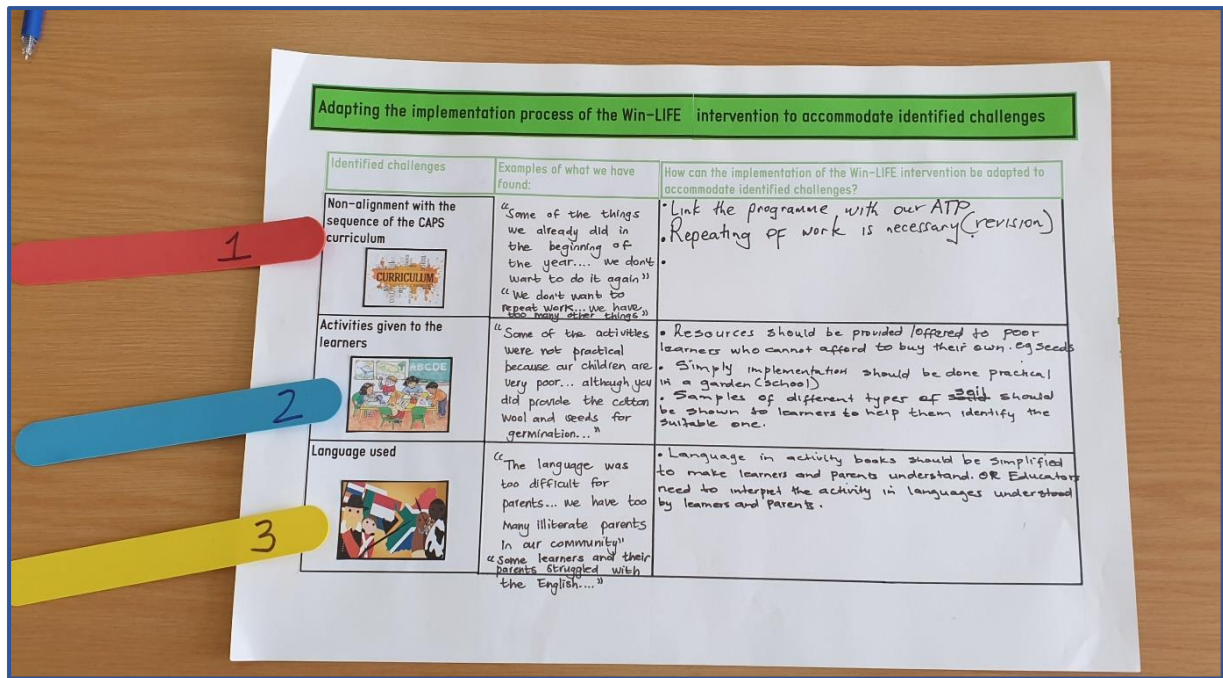 Adapting the implementation process of the Win-LIFE intervention to accommodate identified challenges
Identified challenges
Examples of what we have
found:
How can the implementation of the Win-LIFE intervention be adapted to
accommodate identified challenges?
1
Non-alignment with the
sequence of the CAPS
curriculum
CURRICULUM
"Some of the things
we already did in
the beginning of
the year.... we don't
want to do it again"
"We don't want to
repeat work...we have
too many other things"
• Link the programme with our ATP
• Repeating of work is necessary (revision)
•
2
Activities given to the
learners
ABCDE
"Some of the activities
were not practical
because our children are
very poor... although you
did provide the cotton
wool and seeds for
germination..."
• Resources should be provided/offered to poor
learners who cannot afford to buy their own. eg seeds
• Simply implementation should be done practical
in a garden (school)
• Samples of different types of soil should
be shown to learners to help them identify the
suitable one.
3
Language used
"The language was
too difficult for
parents... we have too
many illiterate parents
in our community"
"Some learners and their
parents struggled with
the English...."
• Language in activity books should be simplified
to make learners and parents understand. OR Educators
need to interpret the activity in languages understood
by learners and parents.